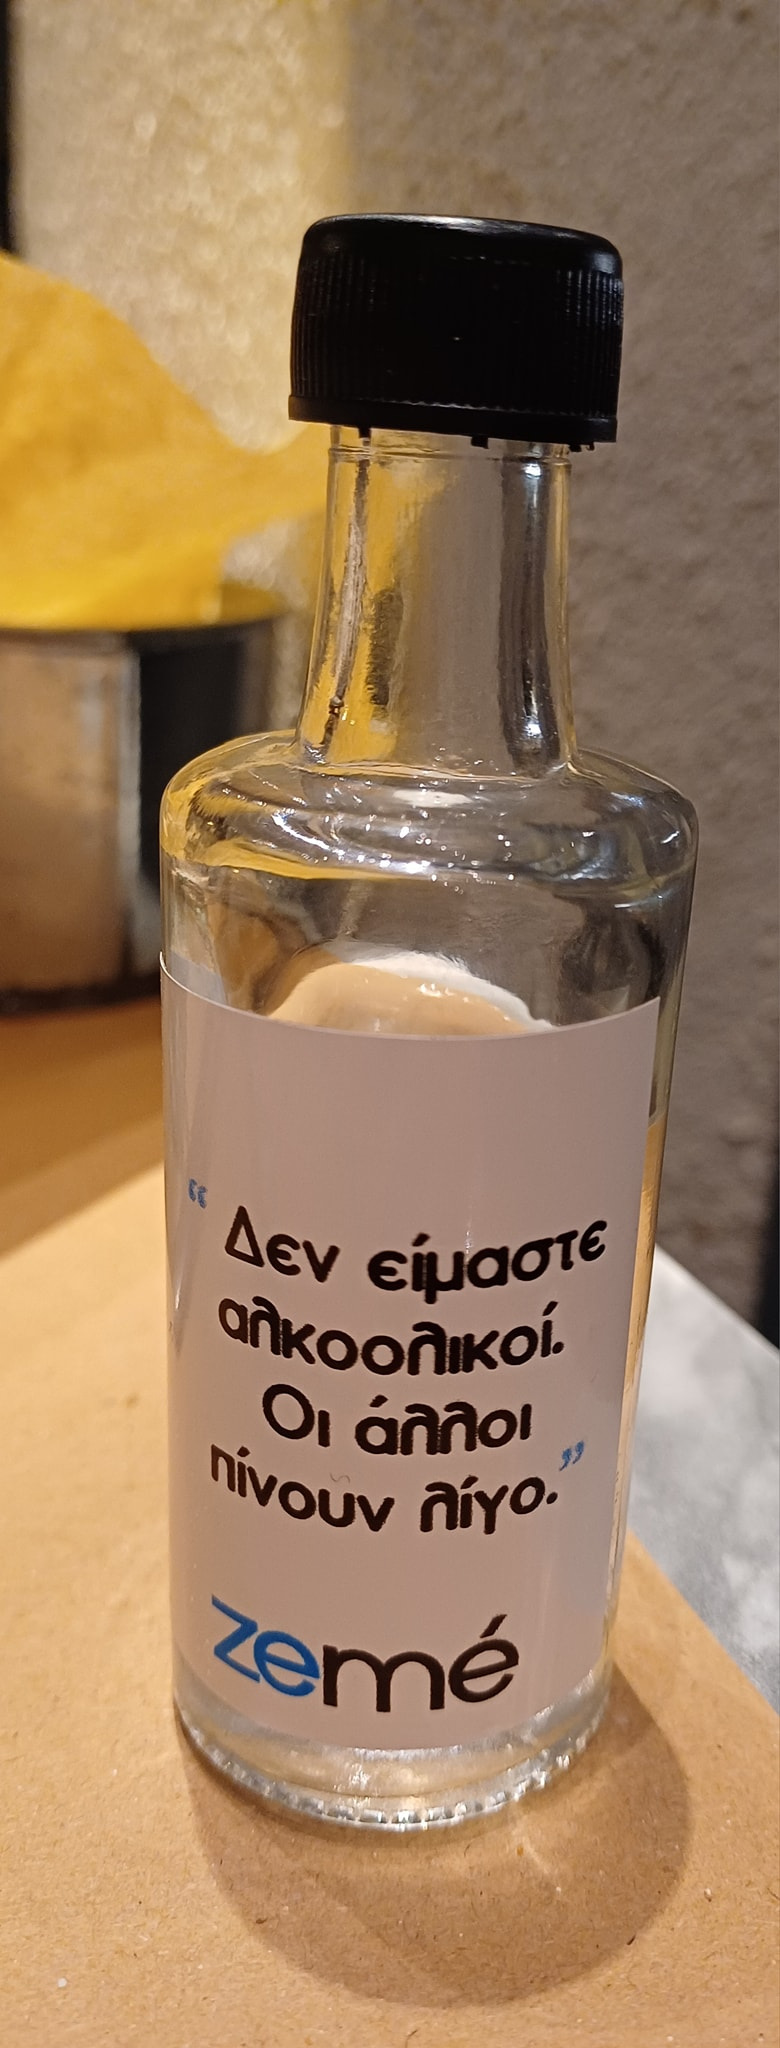 “ Δεν είμαστε
αλκοολικοί.
Οι άλλοι
πίνουν λίγο.”
zemé